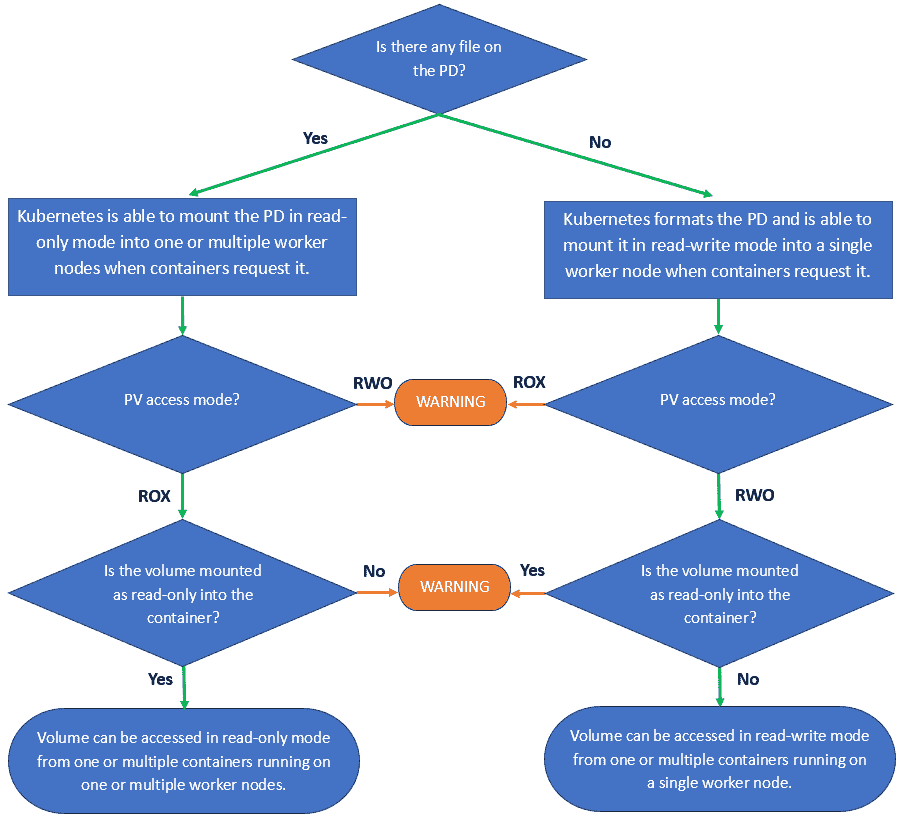 Is there any file on
the PD?
Yes
No
Kubernetes is able to mount the PD in read-
only mode into one or multiple worker
nodes when containers request it.
Kubernetes formats the PD and is able to
mount it in read-write mode into a single
worker node when containers request it.
PV access mode?
RWO
WARNING
ROX
PV access mode?
ROX
RWO
Is the volume mounted
as read-only into the
container?
No
WARNING
Yes
Is the volume mounted
as read-only into the
container?
Yes
No
Volume can be accessed in read-only mode
from one or multiple containers running on
one or multiple worker nodes.
Volume can be accessed in read-write mode
from one or multiple containers running on
a single worker node.